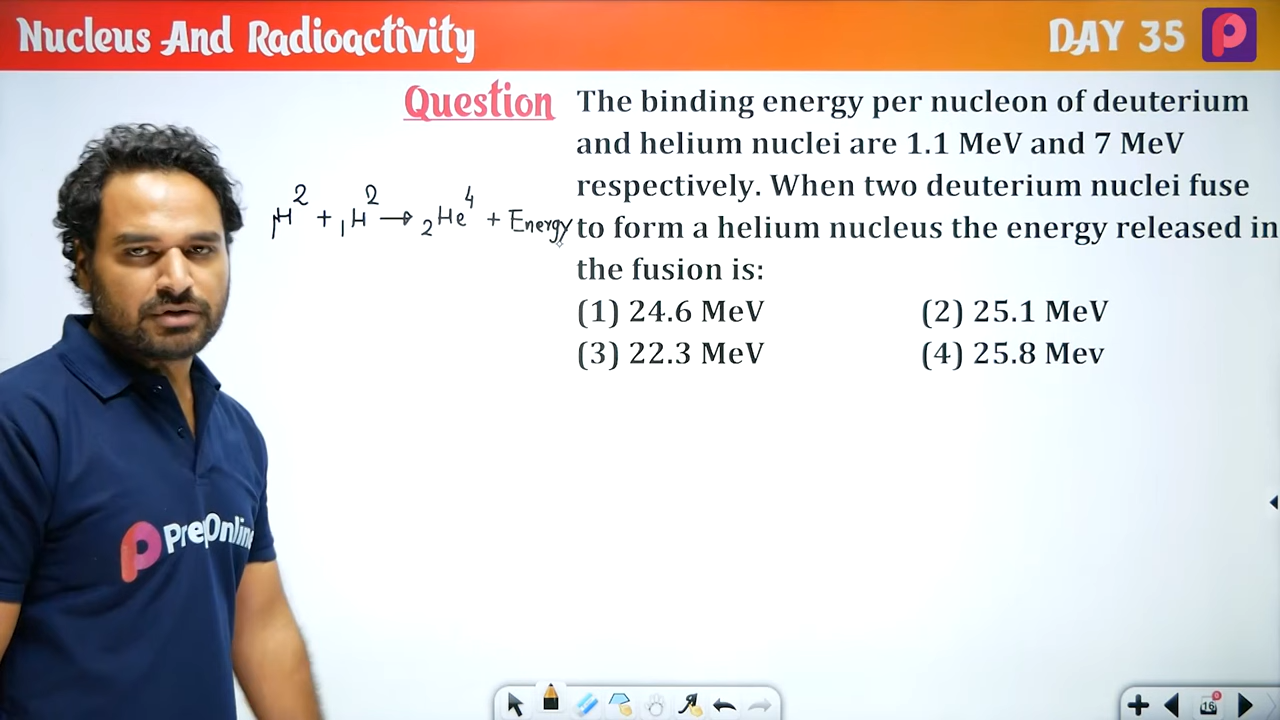 Nucleus And Radioactivity
DAY 35
Question
The binding energy per nucleon of deuterium
and helium nuclei are 1.1 MeV and 7 MeV
respectively. When two deuterium nuclei fuse
to form a helium nucleus the energy released in
the fusion is:
(1) 24.6 MeV (2) 25.1 MeV
(3) 22.3 MeV (4) 25.8 Mev
₁H² + ₁H² → ₂He⁴ + Energy
PrepOnline
16